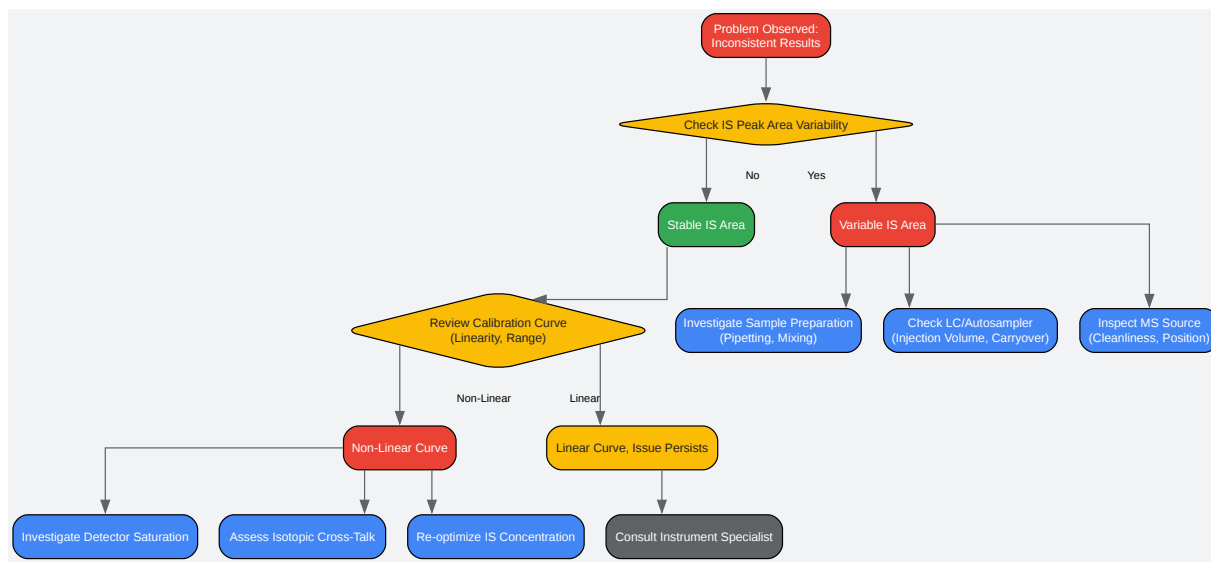 Problem Observed:
Inconsistent Results
Check IS Peak Area Variability
No
Yes
Stable IS Area
Variable IS Area
Review Calibration Curve
(Linearity, Range)
Investigate Sample Preparation
(Pipetting, Mixing)
Check LC/Autosampler
(Injection Volume, Carryover)
Inspect MS Source
(Cleanliness, Position)
Non-Linear
Linear
Non-Linear Curve
Linear Curve, Issue Persists
Investigate Detector Saturation
Assess Isotopic Cross-Talk
Re-optimize IS Concentration
Consult Instrument Specialist